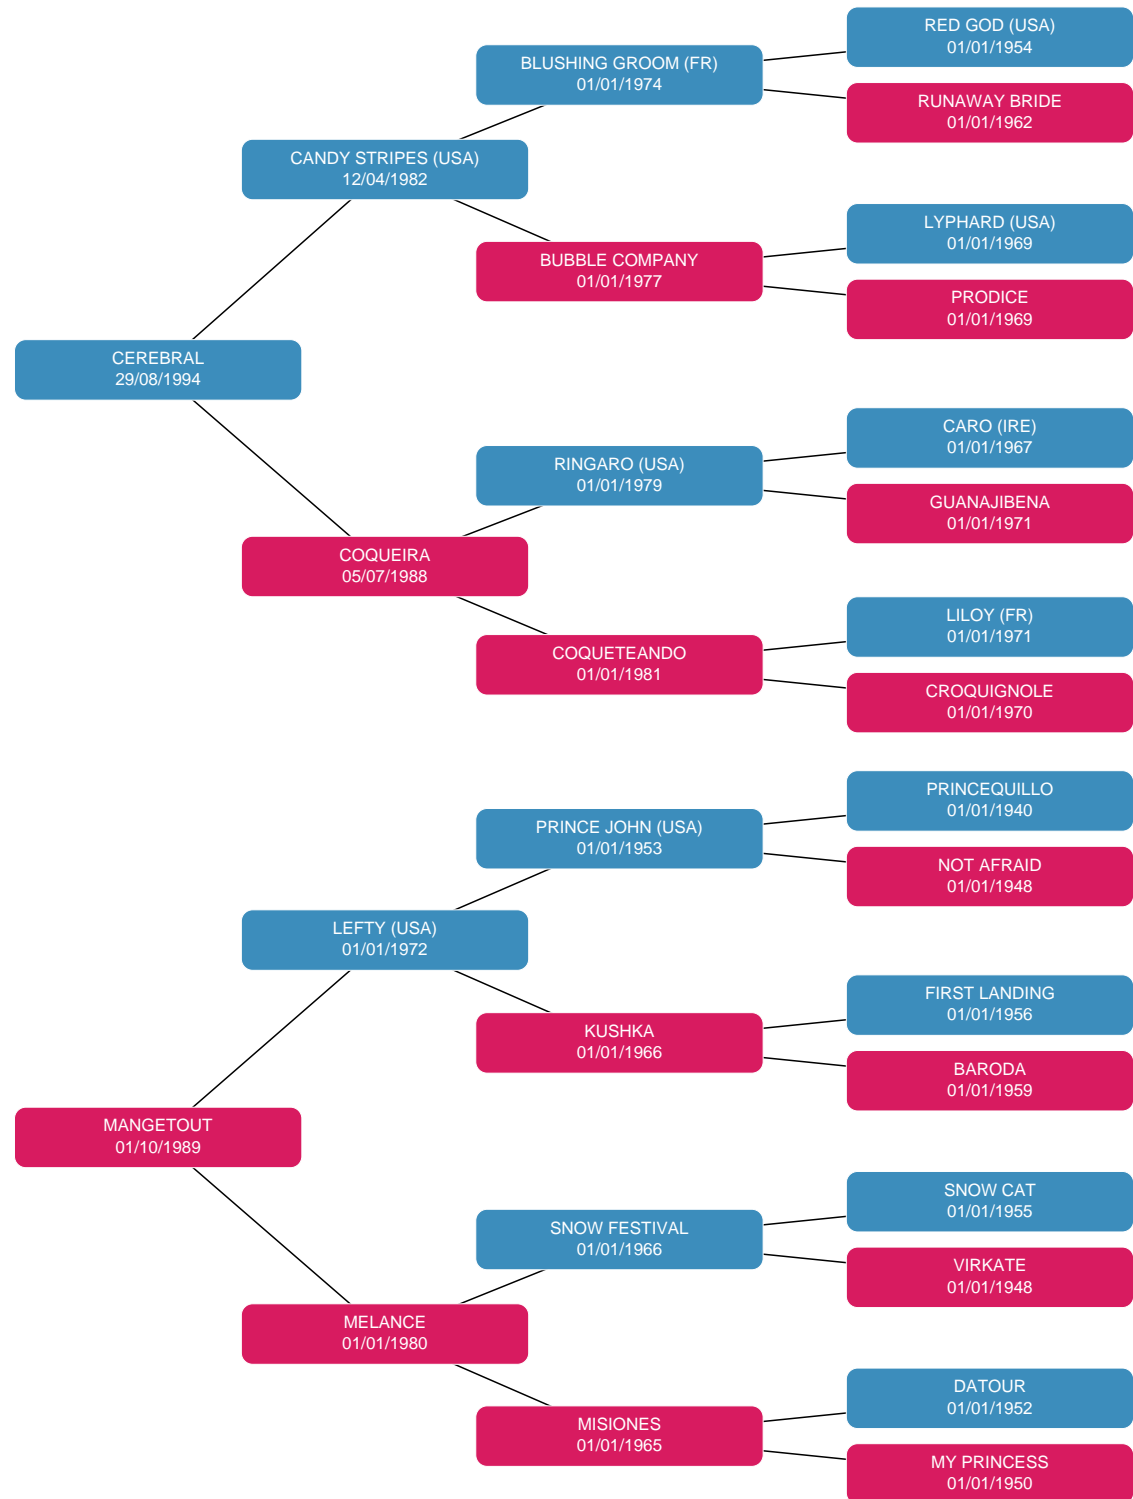 RED GOD (USA)
01/01/1954
BLUSHING GROOM (FR)
01/01/1974
RUNAWAY BRIDE
01/01/1962
CANDY STRIPES (USA)
12/04/1982
LYPHARD (USA)
01/01/1969
BUBBLE COMPANY
01/01/1977
PRODICE
01/01/1969
CEREBRAL
29/08/1994
CARO (IRE)
01/01/1967
RINGARO (USA)
01/01/1979
GUANAJIBENA
01/01/1971
COQUEIRA
05/07/1988
LILOY (FR)
01/01/1971
COQUETEANDO
01/01/1981
CROQUIGNOLE
01/01/1970
PRINCEQUILLO
01/01/1940
PRINCE JOHN (USA)
01/01/1953
NOT AFRAID
01/01/1948
LEFTY (USA)
01/01/1972
FIRST LANDING
01/01/1956
KUSHKA
01/01/1966
BARODA
01/01/1959
MANGETOUT
01/10/1989
SNOW CAT
01/01/1955
SNOW FESTIVAL
01/01/1966
VIRKATE
01/01/1948
MELANCE
01/01/1980
DATOUR
01/01/1952
MISIONES
01/01/1965
MY PRINCESS
01/01/1950